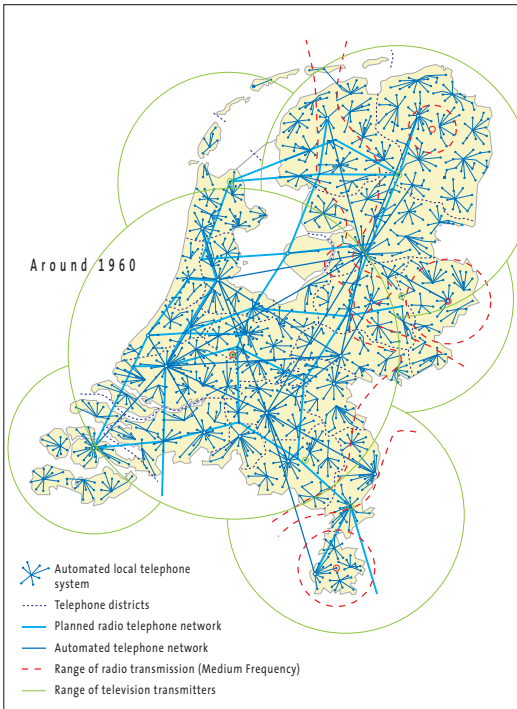 Around 1960
Automated local telephone
system
Telephone districts
Planned radio telephone network
Automated telephone network
Range of radio transmission (Medium Frequency)
Range of television transmitters